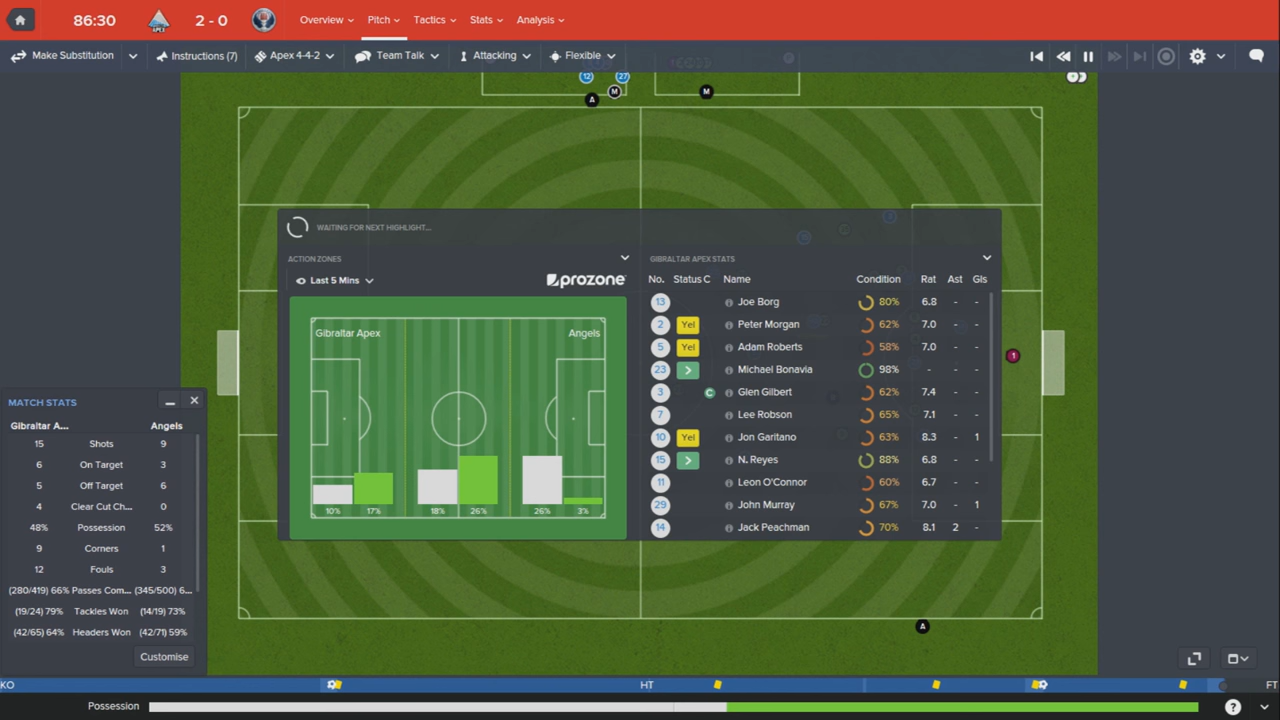 86:30 APEX 2 - 0 Overview Pitch Tactics Stats Analysis
Make Substitution Instructions (7) Apex 4-4-2 Team Talk Attacking Flexible
12 27
A M M
WAITING FOR NEXT HIGHLIGHT...
ACTION ZONES
Last 5 Mins prozone
Gibraltar Apex Angels
10% 17% 18% 26% 26% 3%
GIBRALTAR APEX STATS
No. Status C Name Condition Rat Ast Gls
13 Joe Borg 80% 6.8 - -
2 Yel Peter Morgan 62% 7.0 - -
5 Yel Adam Roberts 58% 7.0 - -
23 Michael Bonavia 98% - - -
3 C Glen Gilbert 62% 7.4 - -
7 Lee Robson 65% 7.1 - -
10 Yel Jon Garitano 63% 8.3 - 1
15 N. Reyes 88% 6.8 - -
11 Leon O'Connor 60% 6.7 - -
29 John Murray 67% 7.0 - 1
14 Jack Peachman 70% 8.1 2 -
1
A
MATCH STATS
Gibraltar A... Angels
15 Shots 9
6 On Target 3
5 Off Target 6
4 Clear Cut Ch... 0
48% Possession 52%
9 Corners 1
12 Fouls 3
(280/419) 66% Passes Com... (345/500) 6...
(19/24) 79% Tackles Won (14/19) 73%
(42/65) 64% Headers Won (42/71) 59%
Customise
KO HT FT
Possession ?